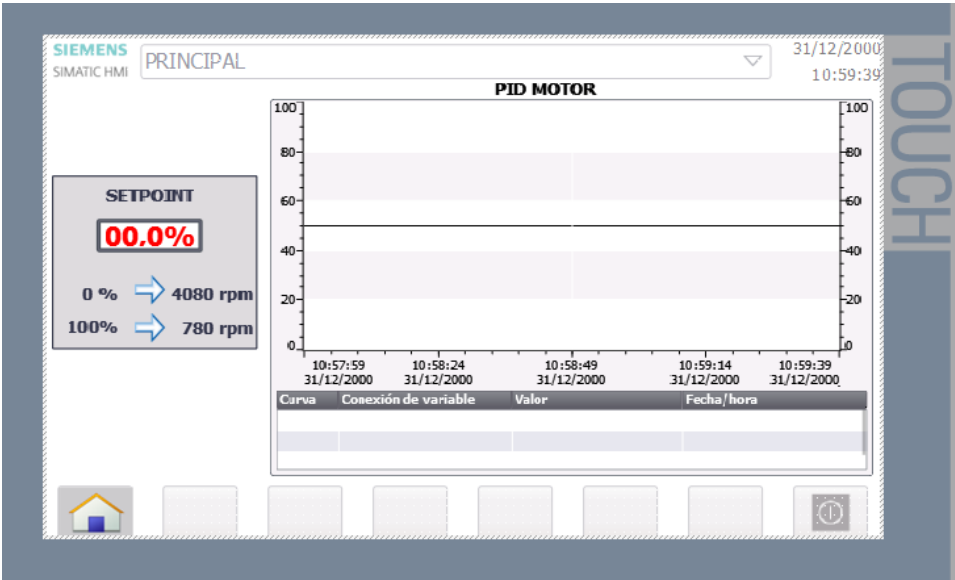 SIEMENS
SIMATIC HMI
PRINCIPAL
31/12/2000
10:59:39
TOUCH
PID MOTOR
100
100
80
80
60
60
40
40
20
20
0
0
SETPOINT
00.0%
0 % 4080 rpm
100% 780 rpm
10:57:59 10:58:24 10:58:49 10:59:14 10:59:39
31/12/2000 31/12/2000 31/12/2000 31/12/2000 31/12/2000
Curva Conexión de variable Valor Fecha/hora